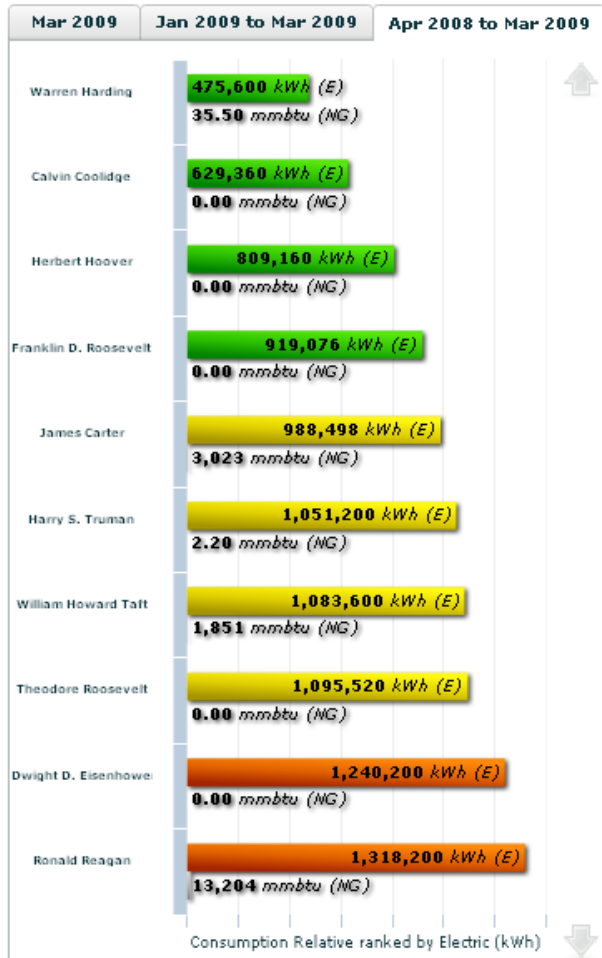 Mar 2009 Jan 2009 to Mar 2009 Apr 2008 to Mar 2009
Warren Harding 475,600 kWh (E)
35.50 mmbtu (NG)
Calvin Coolidge 629,360 kWh (E)
0.00 mmbtu (NG)
Herbert Hoover 809,160 kWh (E)
0.00 mmbtu (NG)
Franklin D. Roosevelt 919,076 kWh (E)
0.00 mmbtu (NG)
James Carter 988,498 kWh (E)
3,023 mmbtu (NG)
Harry S. Truman 1,051,200 kWh (E)
2.20 mmbtu (NG)
William Howard Taft 1,083,600 kWh (E)
1,851 mmbtu (NG)
Theodore Roosevelt 1,095,520 kWh (E)
0.00 mmbtu (NG)
Dwight D. Eisenhowe 1,240,200 kWh (E)
0.00 mmbtu (NG)
Ronald Reagan 1,318,200 kWh (E)
13,204 mmbtu (NG)
Consumption Relative ranked by Electric (kWh)